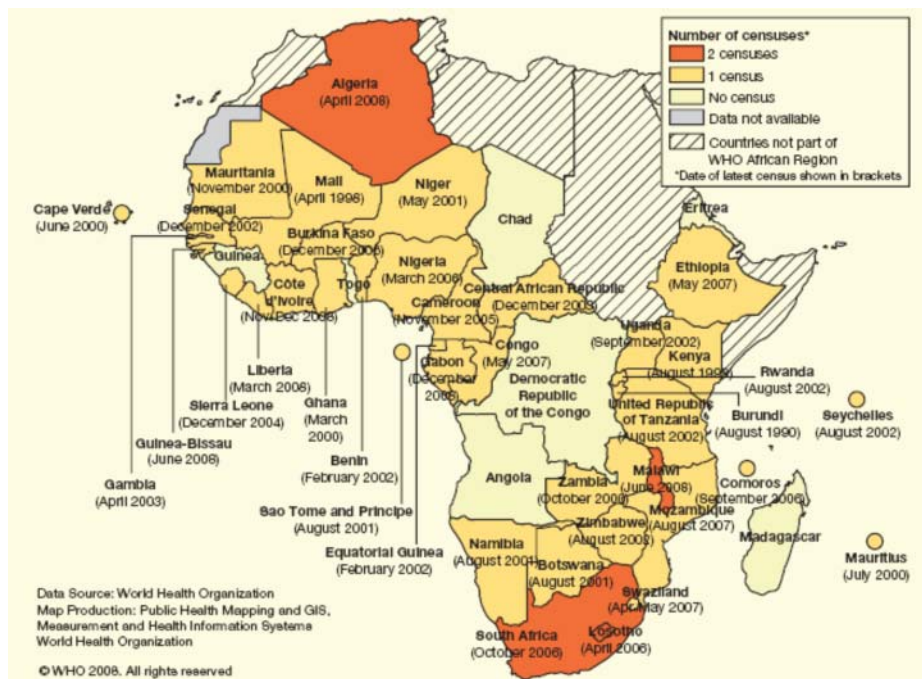 Number of censuses*
2 censuses
1 census
No census
Data not available
Countries not part of
WHO African Region
*Date of latest census shown in brackets
Algeria
(April 2008)
Mauritania
(November 2000)
Mali
(April 1998)
Niger
(May 2001)
Chad
Eritrea
Cape Verde
(June 2000)
Senegal
(December 2002)
Burkina Faso
(December 2006)
Guinea
Nigeria
(March 2006)
Ethiopia
(May 2007)
Côte
d'Ivoire
(Nov/Dec
Togo
Central African Republic
(December 2003)
Cameroon
(November 2005)
Uganda
(September 2002)
Congo
(May 2007)
Gabon
(December
Kenya
(August
Liberia
(March 2008)
Democratic
Republic
of the Congo
Rwanda
(August 2002)
Sierra Leone
(December 2004)
Ghana
(March
2000)
United Republic
of Tanzania
(August 2002)
Burundi
(August 1990)
Seychelles
(August 2002)
Guinea-Bissau
(June 2008)
Benin
(February 2002)
Gambia
(April 2003)
Angola
Zambia
(October
Malawi
(June 2008)
Comoros
(September
Sao Tome and Principe
(August 2001)
Mozambique
(August 2007)
Madagascar
Zimbabwe
(August 2002)
Equatorial Guinea
(February 2002)
Namibia
(August 2001)
Botswana
(August 2001)
Mauritius
(July 2000)
Swaziland
(Apr-May 2007)
South Africa
(October 2006)
Losotho
(April 2006)
Data Source: World Health Organization
Map Production: Public Health Mapping and GIS,
Measurement and Health Information Systems
World Health Organization
© WHO 2008. All rights reserved